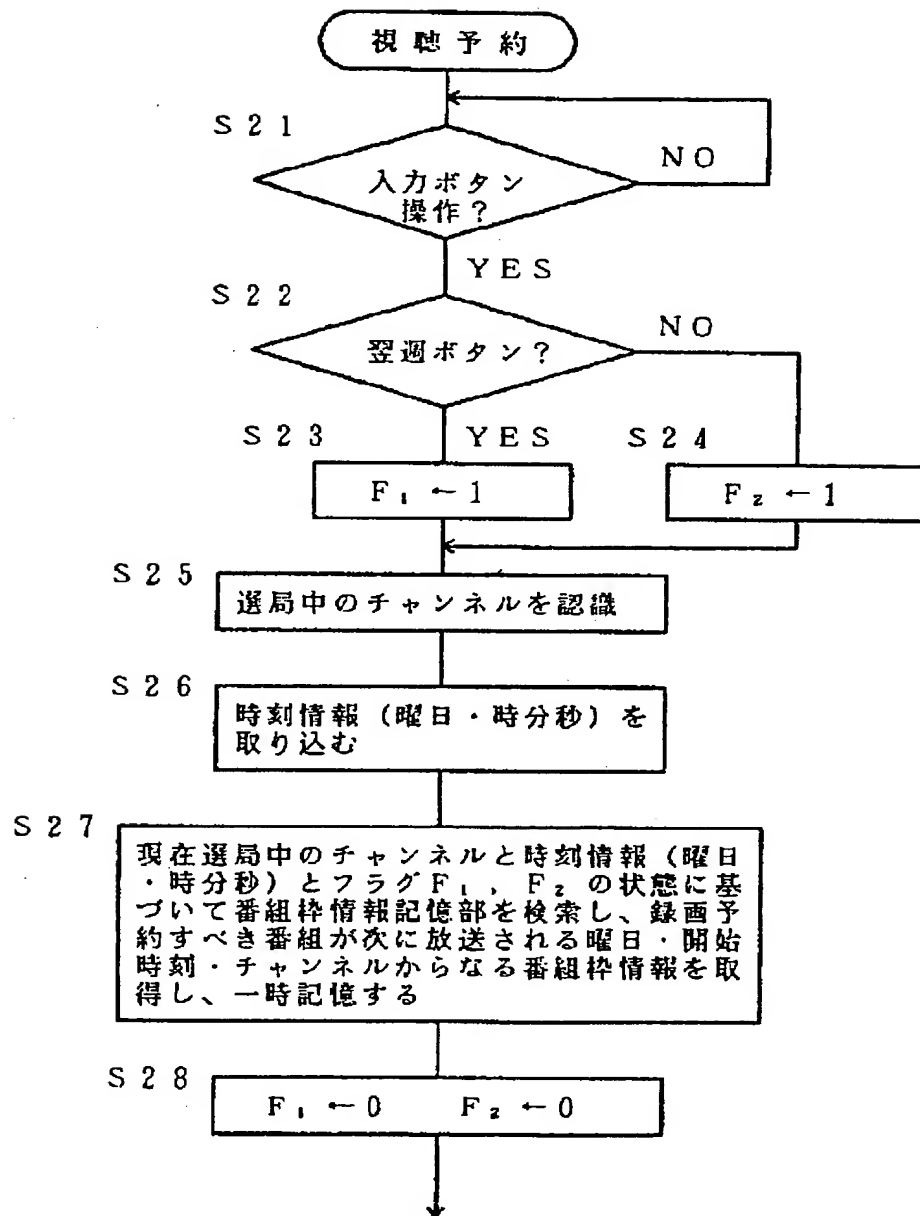 視聴予約
S21
NO
入力ボタン
操作?
YES
S22
NO
翌週ボタン?
S23
YES
S24
F₁ ←1
F₂ ←1
S25
選局中のチャンネルを認識
S26
時刻情報(曜日・時分秒)を
取り込む
S27
現在選局中のチャンネルと時刻情報(曜日
・時分秒)とフラグF₁,F₂の状態に基
づいて番組枠情報記憶部を検索し、録画予
約すべき番組が次に放送される曜日・開始
時刻・チャンネルからなる番組枠情報を取
得し、一時記憶する
S28
F₁ ←0 F₂ ←0